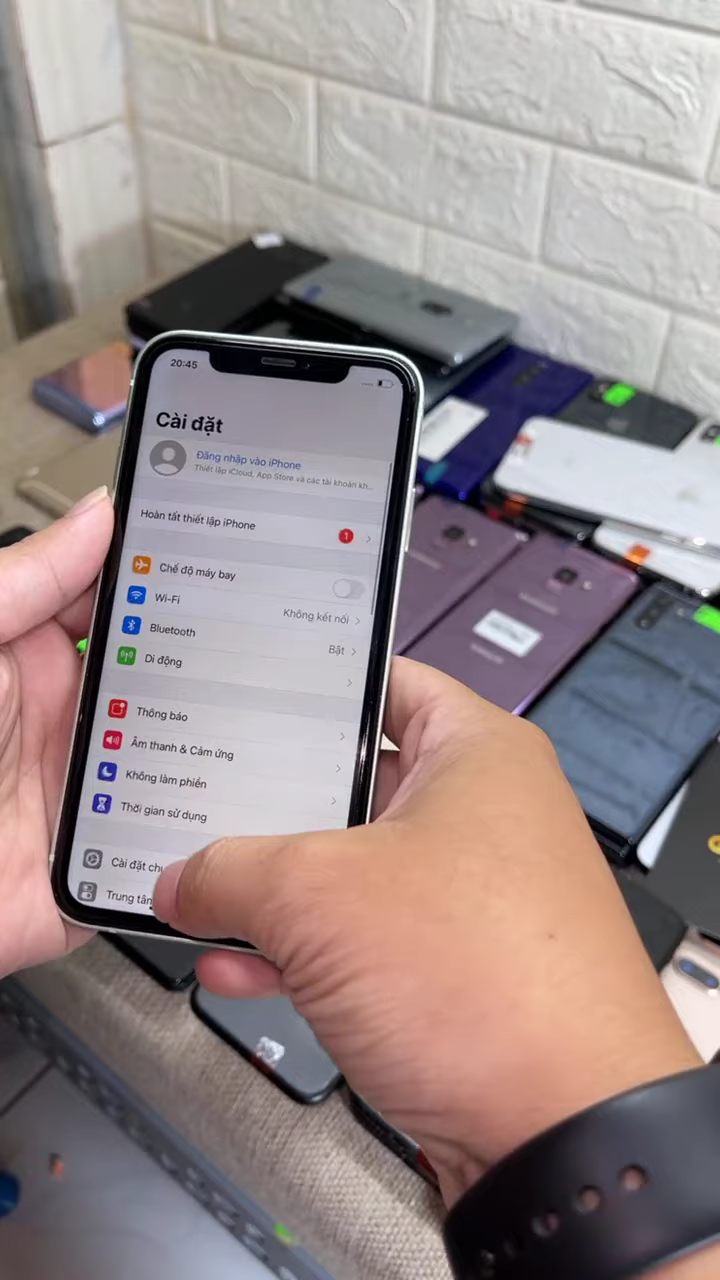 20:45
Cài đặt
Đăng nhập vào iPhone
Thiết lập iCloud, App Store và các tài khoản kh...
Hoàn tất thiết lập iPhone
1
Chế độ máy bay
Wi-Fi
Không kết nối
Bluetooth
Bật
Di động
Thông báo
Âm thanh & Cảm ứng
Không làm phiền
Thời gian sử dụng
Cài đặt ch
Trung tâm